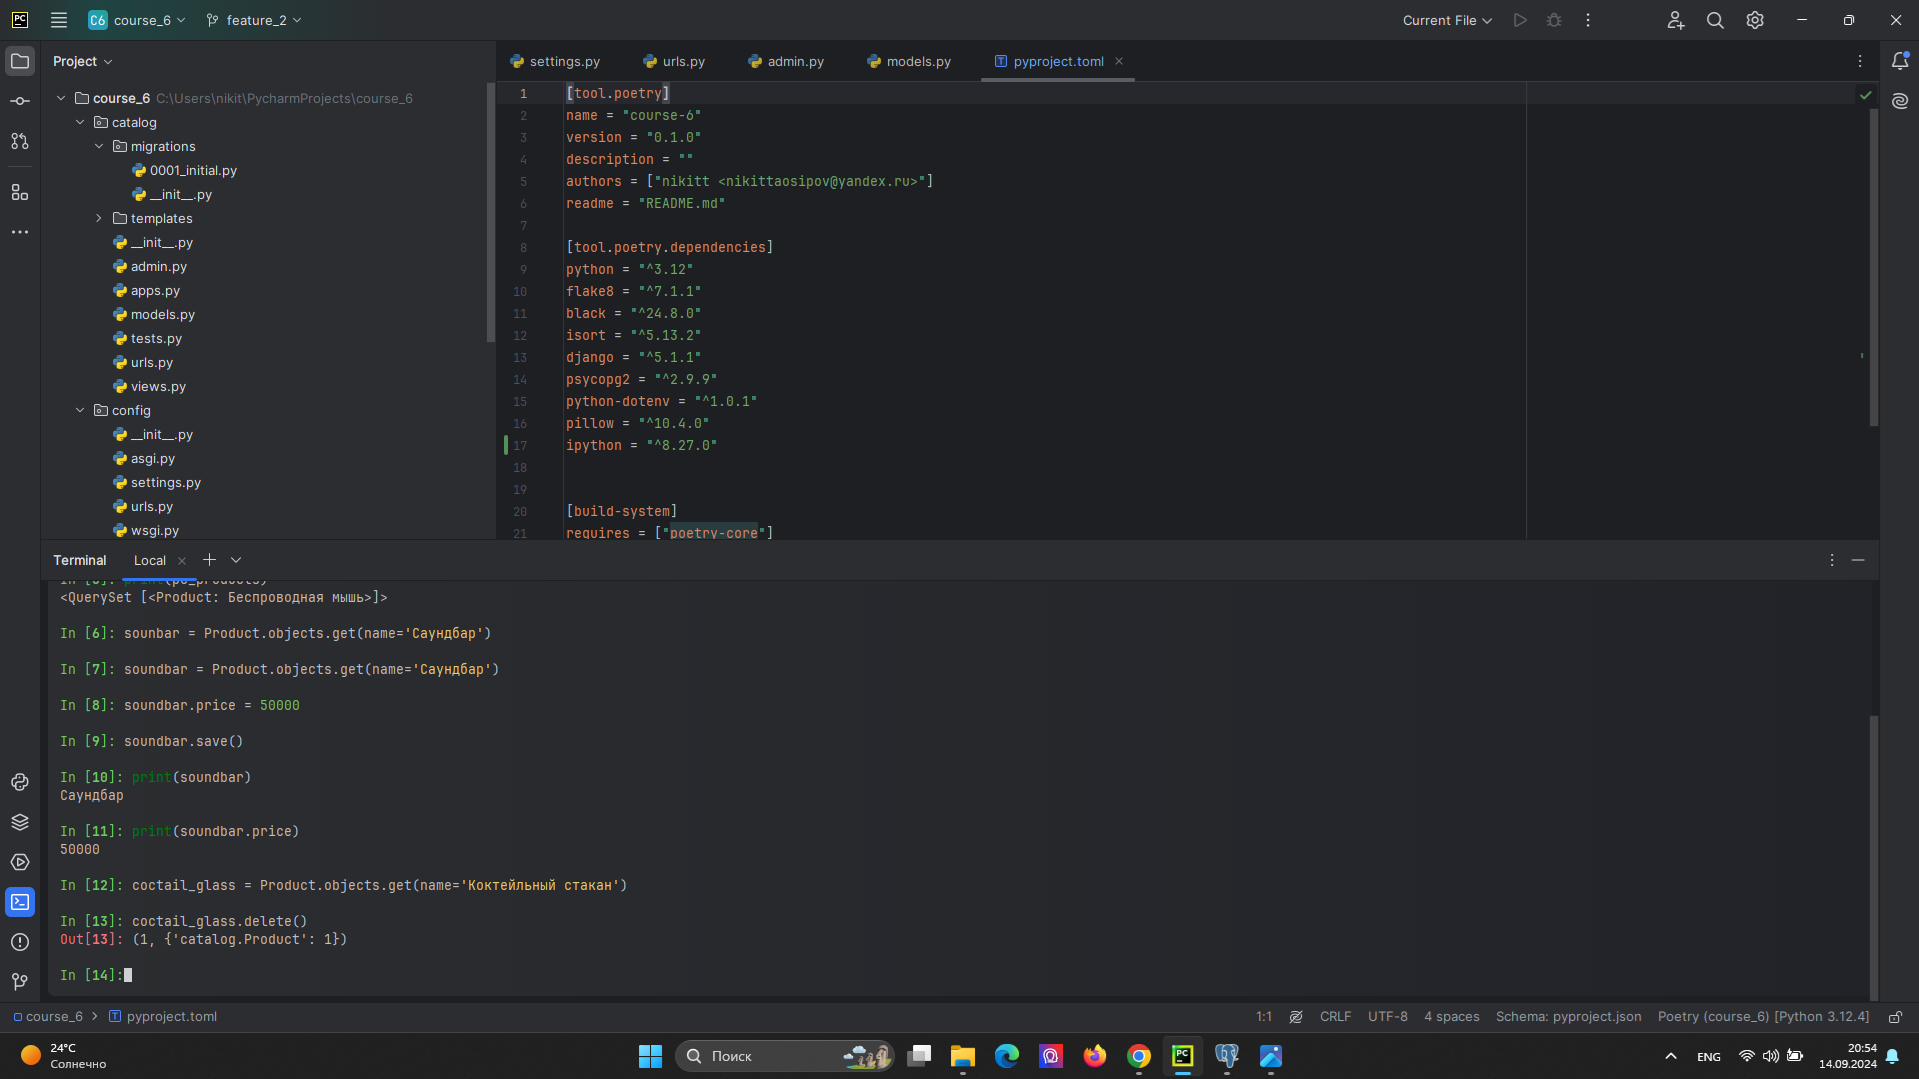 PC
C6 course_6
feature_2
Current File
Project
course_6 C:\Users\nikit\PycharmProjects\course_6
catalog
migrations
0001_initial.py
__init__.py
templates
__init__.py
admin.py
apps.py
models.py
tests.py
urls.py
views.py
config
__init__.py
asgi.py
settings.py
urls.py
wsgi.py
settings.py
urls.py
admin.py
models.py
pyproject.toml
1 [tool.poetry]
2 name = "course-6"
3 version = "0.1.0"
4 description = ""
5 authors = ["nikitt <nikittaosipov@yandex.ru>"]
6 readme = "README.md"
7
8 [tool.poetry.dependencies]
9 python = "^3.12"
10 flake8 = "^7.1.1"
11 black = "^24.8.0"
12 isort = "^5.13.2"
13 django = "^5.1.1"
14 psycopg2 = "^2.9.9"
15 python-dotenv = "^1.0.1"
16 pillow = "^10.4.0"
17 ipython = "^8.27.0"
18
19
20 [build-system]
21 requires = ["poetry-core"]
Terminal
Local
<QuerySet [<Product: Беспроводная мышь>]>
In [6]: sounbar = Product.objects.get(name='Саундбар')
In [7]: soundbar = Product.objects.get(name='Саундбар')
In [8]: soundbar.price = 50000
In [9]: soundbar.save()
In [10]: print(soundbar)
Саундбар
In [11]: print(soundbar.price)
50000
In [12]: coctail_glass = Product.objects.get(name='Коктейльный стакан')
In [13]: coctail_glass.delete()
Out[13]: (1, {'catalog.Product': 1})
In [14]:
course_6 > pyproject.toml
1:1
CRLF
UTF-8
4 spaces
Schema: pyproject.json
Poetry (course_6) [Python 3.12.4]
24°C
Солнечно
Поиск
PC
ENG
20:54
14.09.2024